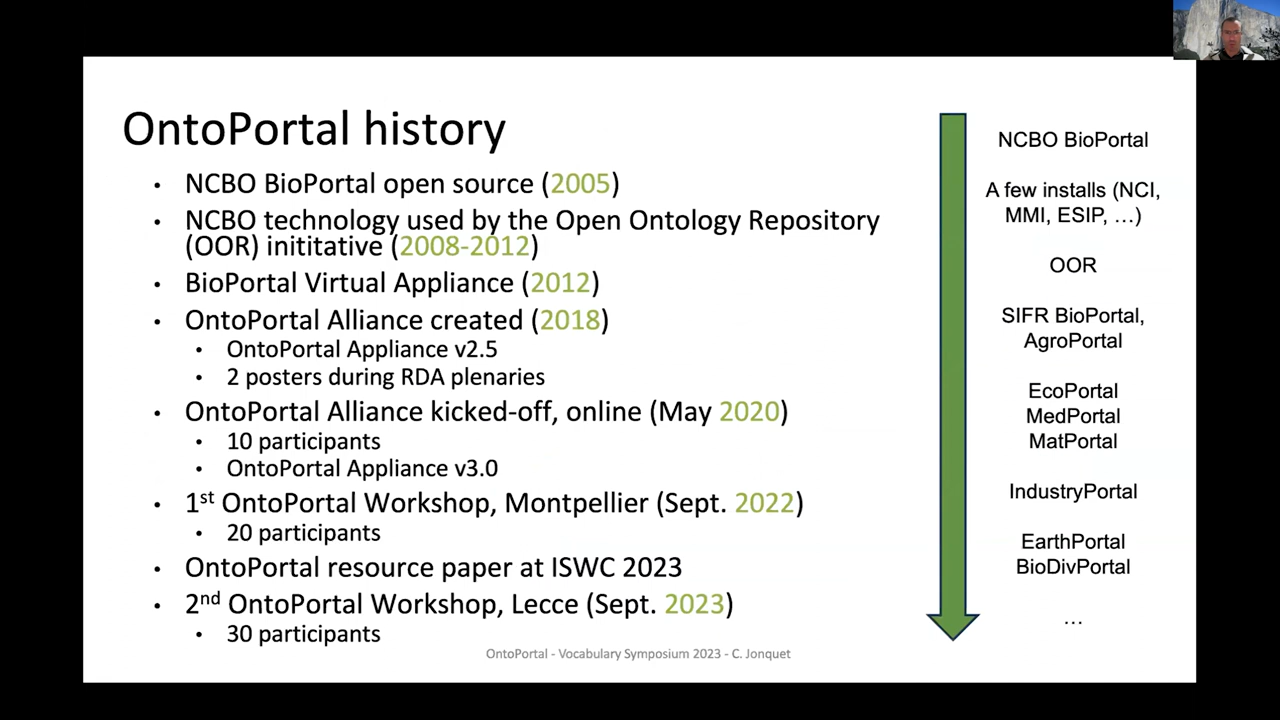 OntoPortal history
• NCBO BioPortal open source (2005)
• NCBO technology used by the Open Ontology Repository
(OOR) inititative (2008-2012)
• BioPortal Virtual Appliance (2012)
• OntoPortal Alliance created (2018)
• OntoPortal Appliance v2.5
• 2 posters during RDA plenaries
• OntoPortal Alliance kicked-off, online (May 2020)
• 10 participants
• OntoPortal Appliance v3.0
• 1st OntoPortal Workshop, Montpellier (Sept. 2022)
• 20 participants
• OntoPortal resource paper at ISWC 2023
• 2nd OntoPortal Workshop, Lecce (Sept. 2023)
• 30 participants
NCBO BioPortal
A few installs (NCI,
MMI, ESIP, …)
OOR
SIFR BioPortal,
AgroPortal
EcoPortal
MedPortal
MatPortal
IndustryPortal
EarthPortal
BioDivPortal
…
OntoPortal - Vocabulary Symposium 2023 - C. Jonquet